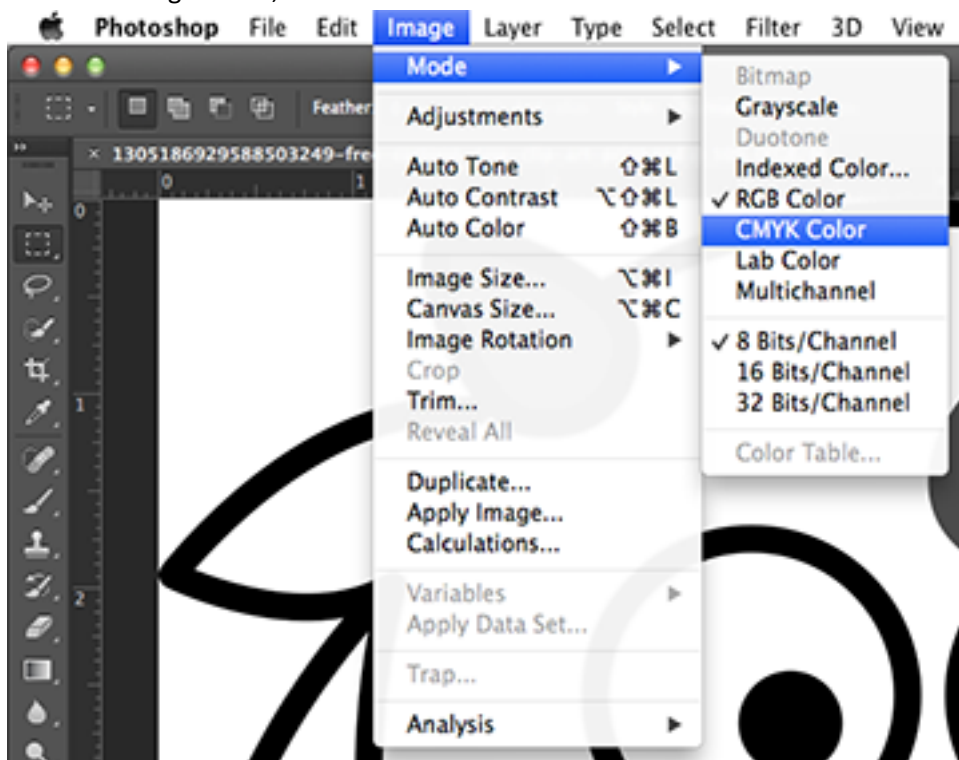 Photoshop File Edit Image Layer Type Select Filter 3D View
Feather
× 1305186929588503249-fre
0 1
0
1
2
Mode ▶
Adjustments ▶
Auto Tone ⇧⌘L
Auto Contrast ⌥⇧⌘L
Auto Color ⇧⌘B
Image Size... ⌥⌘I
Canvas Size... ⌥⌘C
Image Rotation ▶
Crop
Trim...
Reveal All
Duplicate...
Apply Image...
Calculations...
Variables ▶
Apply Data Set...
Trap...
Analysis ▶
Bitmap
Grayscale
Duotone
Indexed Color...
✓ RGB Color
CMYK Color
Lab Color
Multichannel
✓ 8 Bits/Channel
16 Bits/Channel
32 Bits/Channel
Color Table...